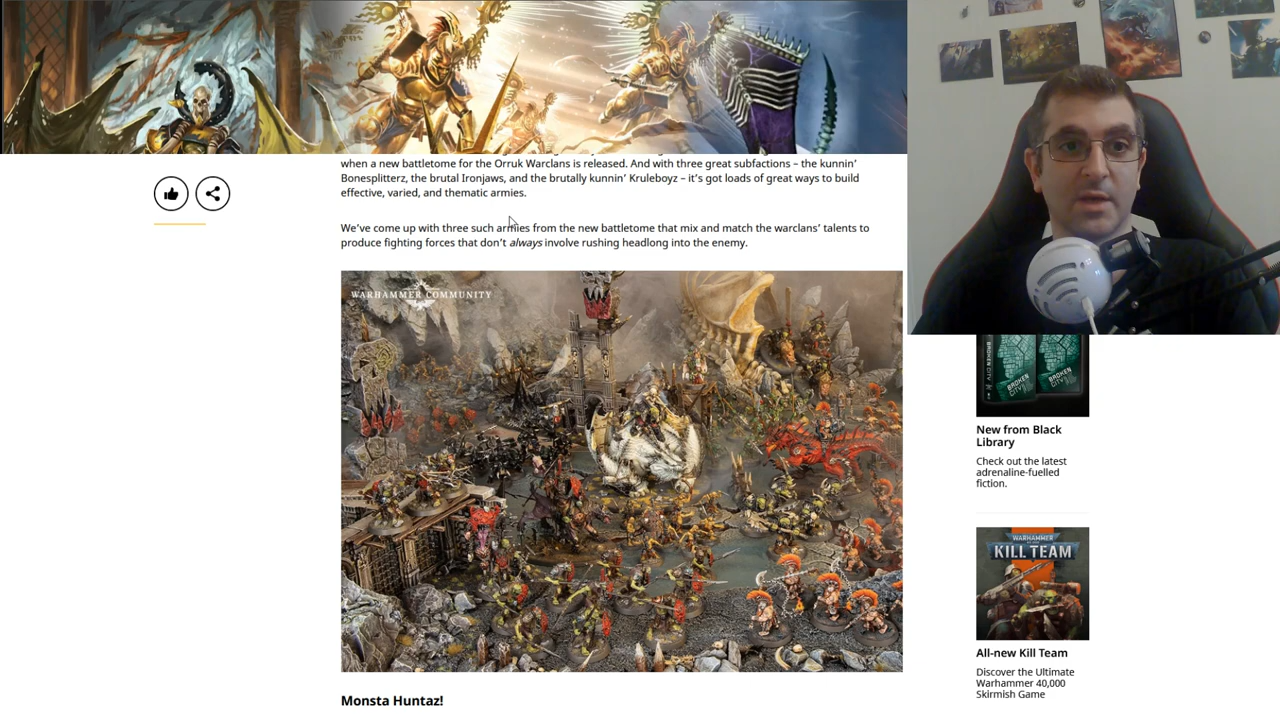 when a new battletome for the Orruk Warclans is released. And with three great subfactions – the kunnin’
Bonesplitterz, the brutal Ironjaws, and the brutally kunnin’ Kruleboyz – it’s got loads of great ways to build
effective, varied, and thematic armies.
We’ve come up with three such armies from the new battletome that mix and match the warclans’ talents to
produce fighting forces that don’t always involve rushing headlong into the enemy.
WARHAMMER COMMUNITY
Monsta Huntaz!
BROKEN
CITY
BROKEN
CITY
New from Black
Library
Check out the latest
adrenaline-fuelled
fiction.
WARHAMMER
KILL TEAM
All-new Kill Team
Discover the Ultimate
Warhammer 40,000
Skirmish Game